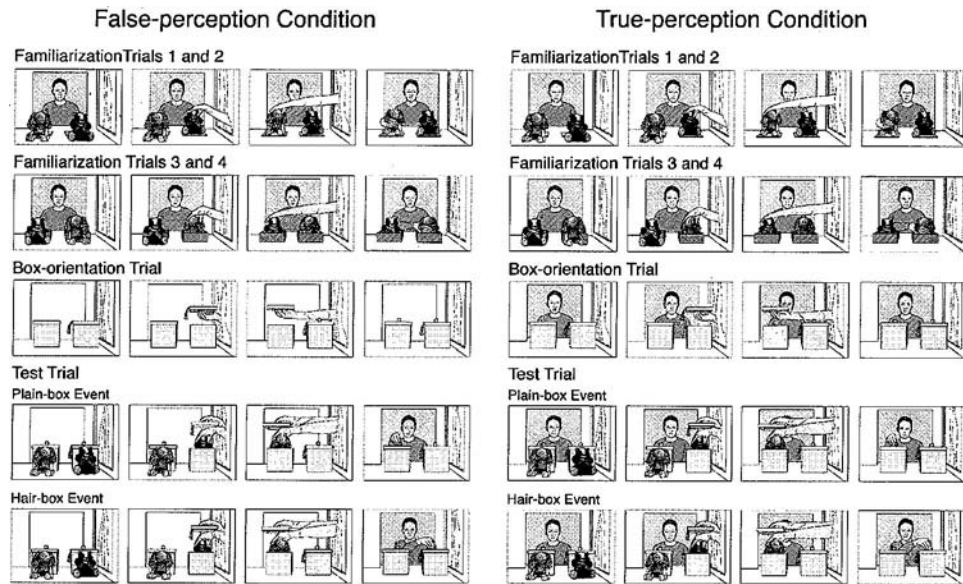 False-perception Condition
FamiliarizationTrials 1 and 2
Familiarization Trials 3 and 4
Box-orientation Trial
Test Trial
Plain-box Event
Hair-box Event
True-perception Condition
FamiliarizationTrials 1 and 2
Familiarization Trials 3 and 4
Box-orientation Trial
Test Trial
Plain-box Event
Hair-box Event